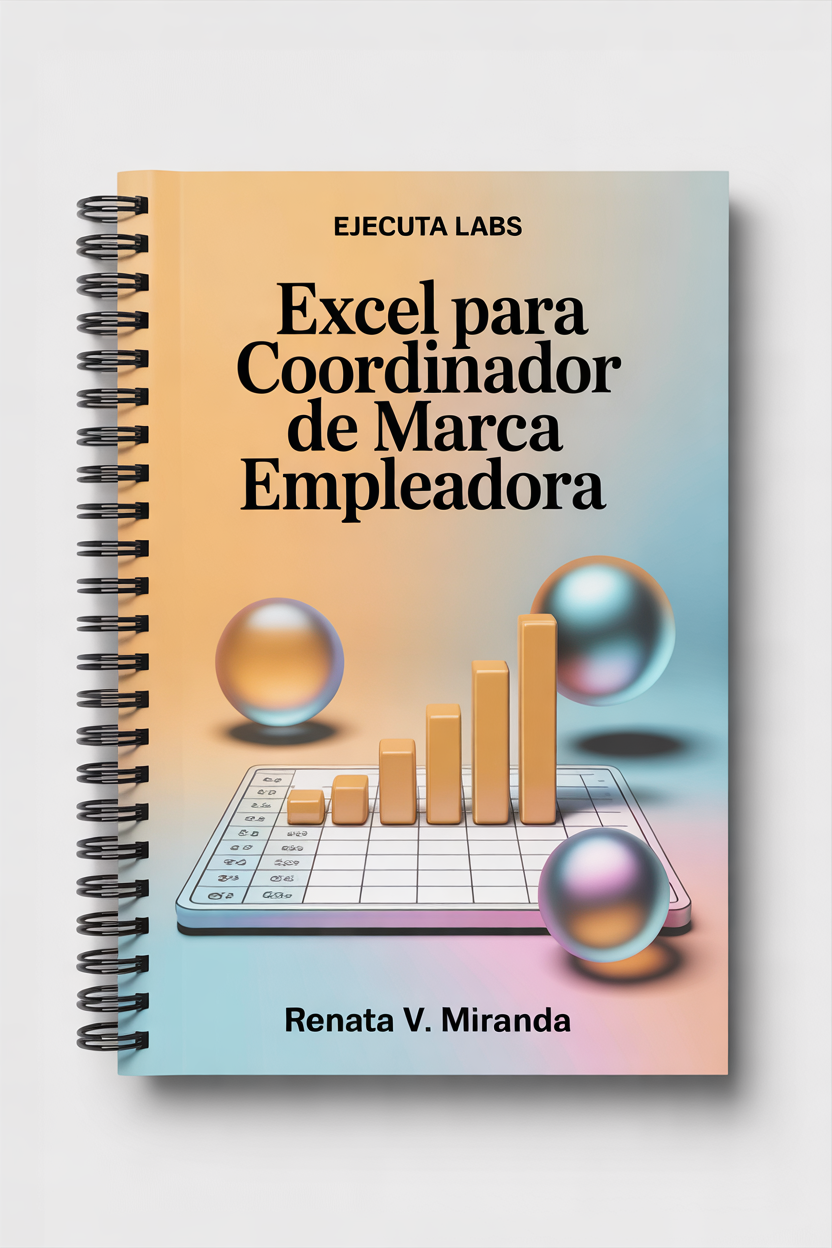 EJECUTA LABS
Excel para
Coordinador
de Marca
Empleadora
Renata V. Miranda